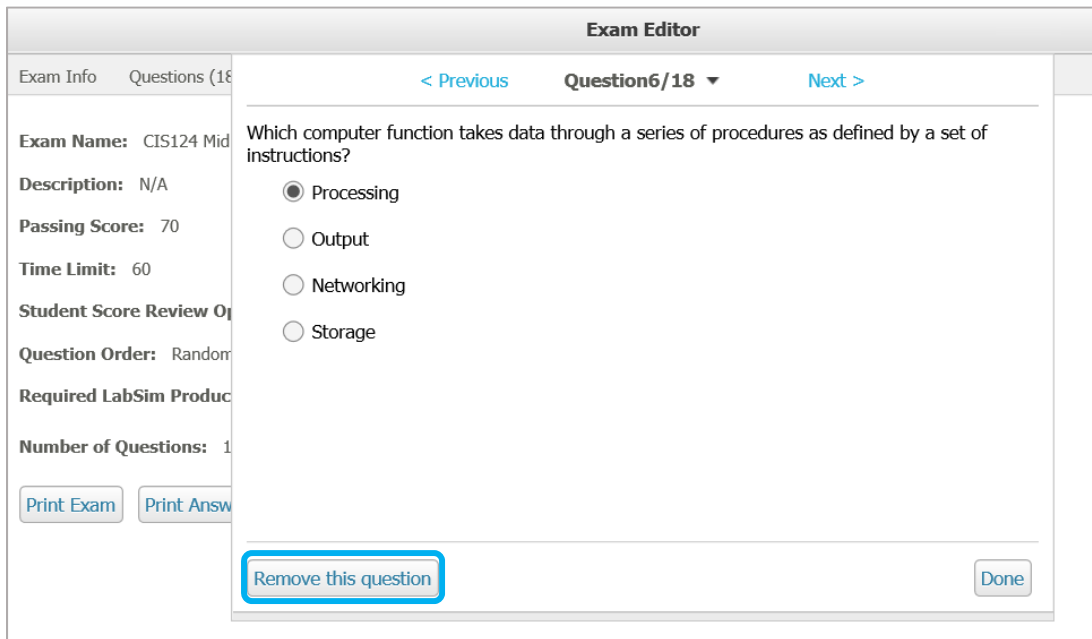 Exam Editor
Exam Info Questions (18
< Previous Question6/18 Next >
Exam Name: CIS124 Mid
Description: N/A
Passing Score: 70
Time Limit: 60
Student Score Review Op
Question Order: Random
Required LabSim Produc
Number of Questions: 1
Print Exam Print Answ
Which computer function takes data through a series of procedures as defined by a set of
instructions?
Processing
Output
Networking
Storage
Remove this question Done